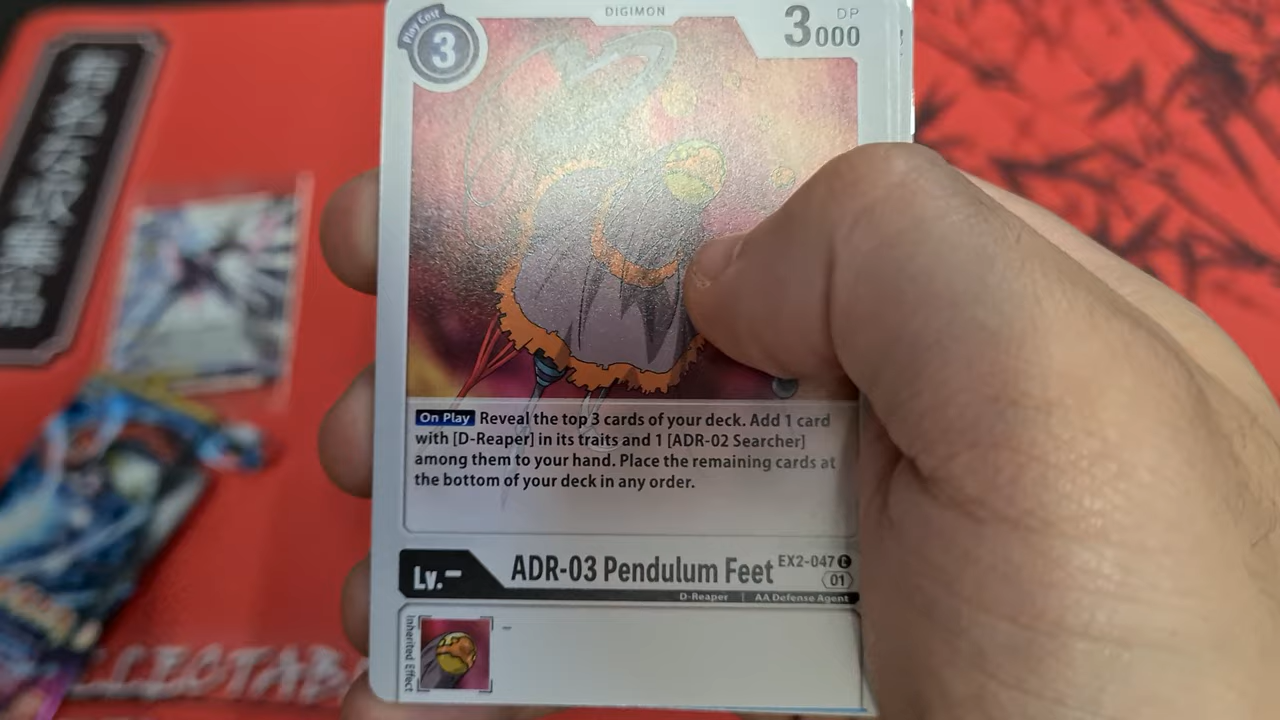 DIGIMON
Play Cost
3
DP
3000
On Play Reveal the top 3 cards of your deck. Add 1 card
with [D-Reaper] in its traits and 1 [ADR-02 Searcher]
among them to your hand. Place the remaining cards at
the bottom of your deck in any order.
Lv.-
ADR-03 Pendulum Feet
EX2-047 C
01
D-Reaper | AA Defense Agent
Inherited Effect
-